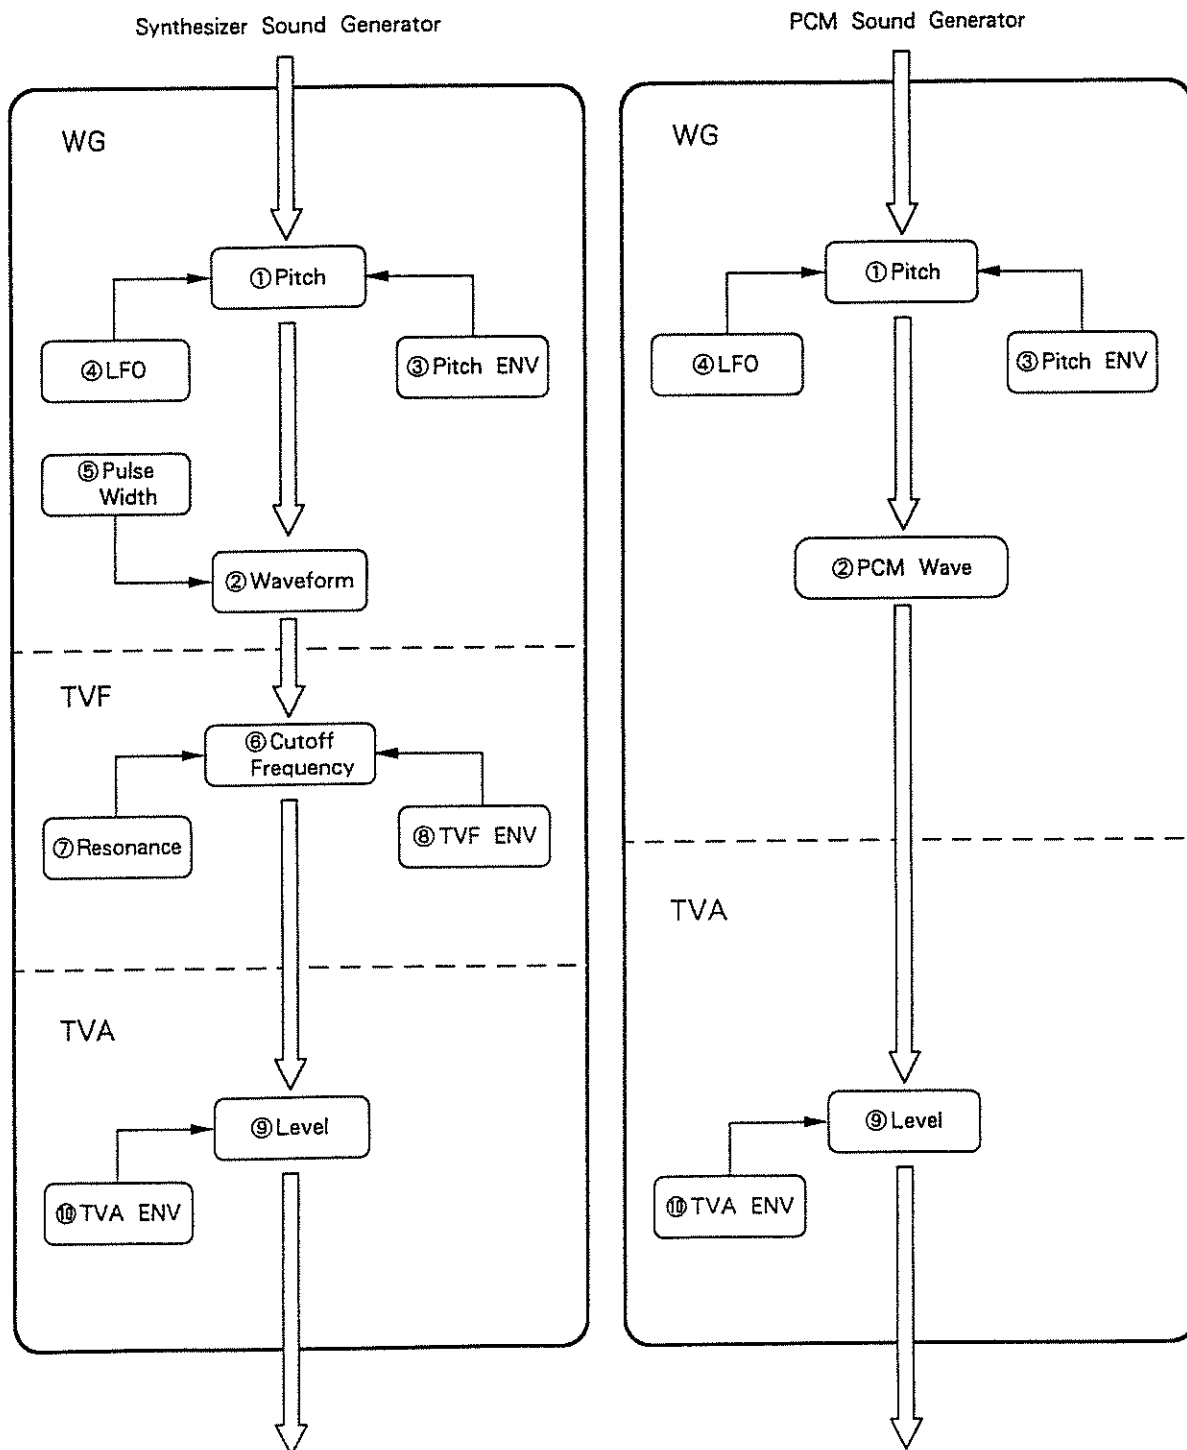 Synthesizer Sound Generator
WG
①Pitch
④LFO
③Pitch ENV
⑤Pulse
Width
②Waveform
TVF
⑥Cutoff
Frequency
⑦Resonance
⑧TVF ENV
TVA
⑨Level
⑩TVA ENV
PCM Sound Generator
WG
①Pitch
④LFO
③Pitch ENV
②PCM Wave
TVA
⑨Level
⑩TVA ENV